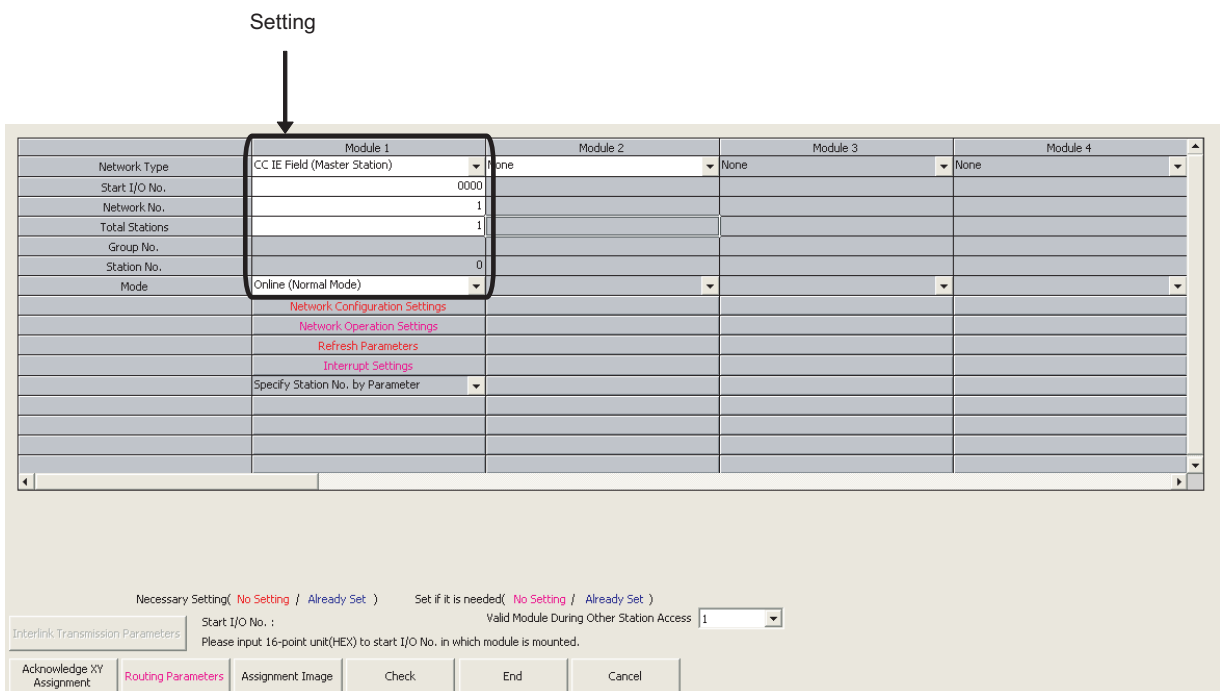 Setting
Module 1 Module 2 Module 3 Module 4
Network Type CC IE Field (Master Station) None None None
Start I/O No. 0000
Network No. 1
Total Stations 1
Group No.
Station No. 0
Mode Online (Normal Mode)
Network Configuration Settings
Network Operation Settings
Refresh Parameters
Interrupt Settings
Specify Station No. by Parameter
Necessary Setting( No Setting / Already Set ) Set if it is needed( No Setting / Already Set )
Interlink Transmission Parameters Start I/O No. : Valid Module During Other Station Access 1
Please input 16-point unit(HEX) to start I/O No. in which module is mounted.
Acknowledge XY Assignment Routing Parameters Assignment Image Check End Cancel